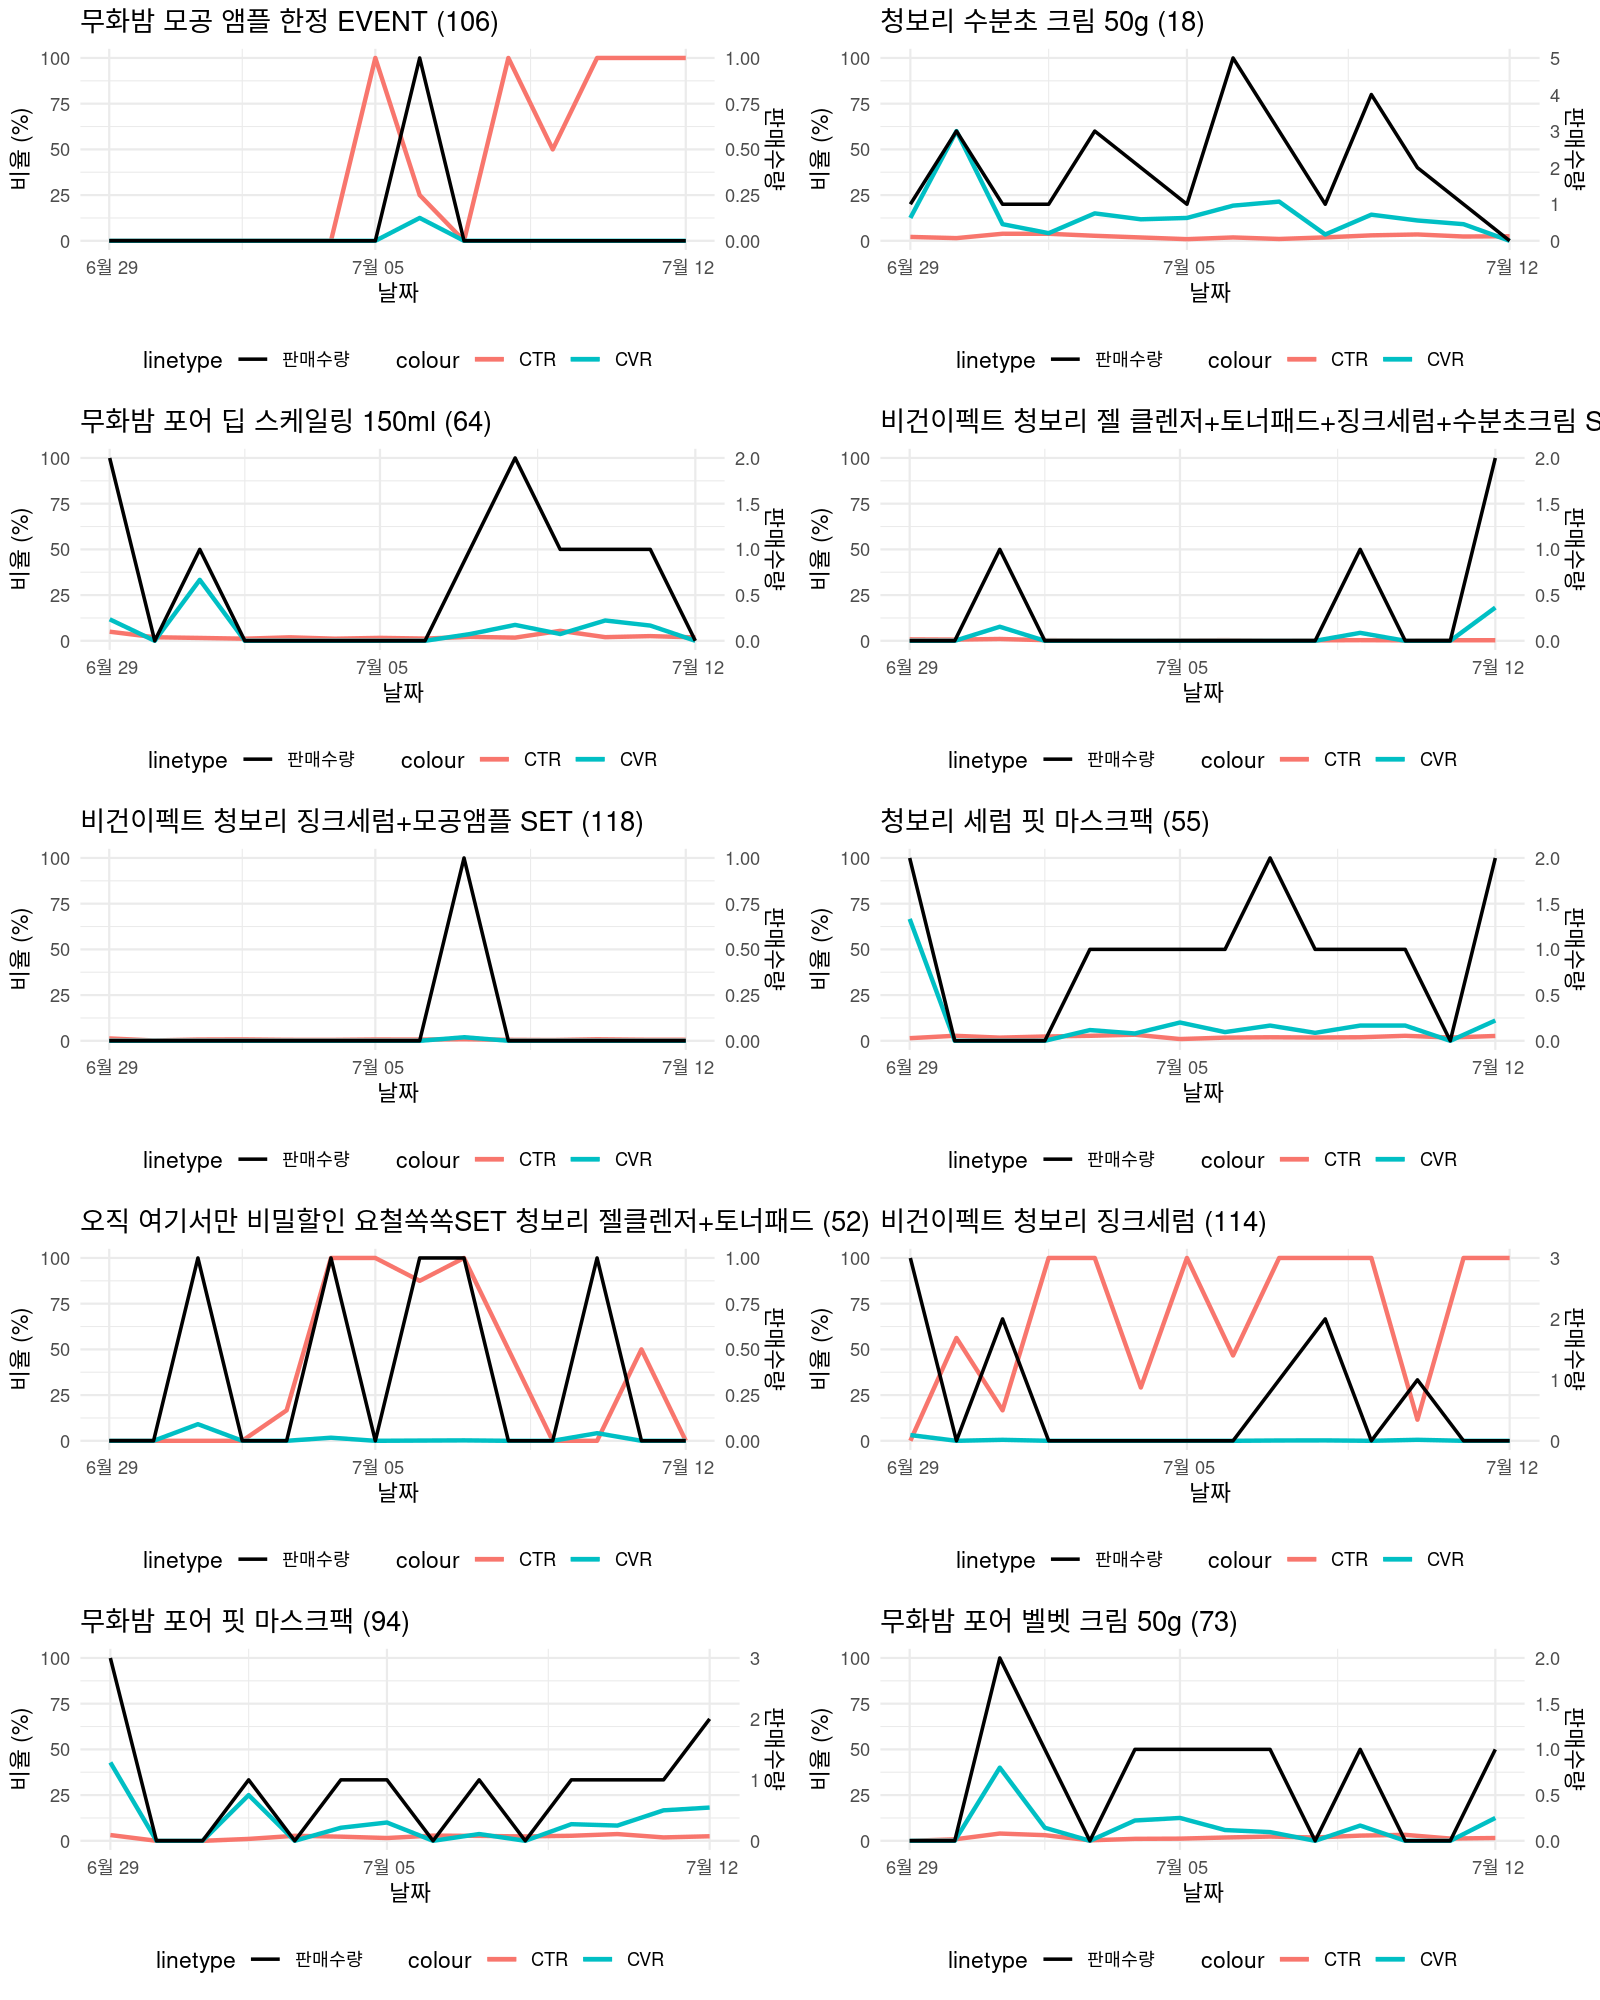 무화밤 모공 앰플 한정 EVENT (106)
비율 (%)
100
75
50
25
0
1.00
0.75
0.50
0.25
0.00
판매수량
6월 29
7월 05
7월 12
날짜
linetype 판매수량 colour CTR CVR
청보리 수분초 크림 50g (18)
비율 (%)
100
75
50
25
0
5
4
3
2
1
0
판매수량
6월 29
7월 05
7월 12
날짜
linetype 판매수량 colour CTR CVR
무화밤 포어 딥 스케일링 150ml (64)
비율 (%)
100
75
50
25
0
2.0
1.5
1.0
0.5
0.0
판매수량
6월 29
7월 05
7월 12
날짜
linetype 판매수량 colour CTR CVR
비건이펙트 청보리 젤 클렌저+토너패드+징크세럼+수분초크림 S
비율 (%)
100
75
50
25
0
2.0
1.5
1.0
0.5
0.0
판매수량
6월 29
7월 05
7월 12
날짜
linetype 판매수량 colour CTR CVR
비건이펙트 청보리 징크세럼+모공앰플 SET (118)
비율 (%)
100
75
50
25
0
1.00
0.75
0.50
0.25
0.00
판매수량
6월 29
7월 05
7월 12
날짜
linetype 판매수량 colour CTR CVR
청보리 세럼 핏 마스크팩 (55)
비율 (%)
100
75
50
25
0
2.0
1.5
1.0
0.5
0.0
판매수량
6월 29
7월 05
7월 12
날짜
linetype 판매수량 colour CTR CVR
오직 여기서만 비밀할인 요철쏙쏙SET 청보리 젤클렌저+토너패드 (52)
비율 (%)
100
75
50
25
0
1.00
0.75
0.50
0.25
0.00
판매수량
6월 29
7월 05
7월 12
날짜
linetype 판매수량 colour CTR CVR
비건이펙트 청보리 징크세럼 (114)
비율 (%)
100
75
50
25
0
3
2
1
0
판매수량
6월 29
7월 05
7월 12
날짜
linetype 판매수량 colour CTR CVR
무화밤 포어 핏 마스크팩 (94)
비율 (%)
100
75
50
25
0
3
2
1
0
판매수량
6월 29
7월 05
7월 12
날짜
linetype 판매수량 colour CTR CVR
무화밤 포어 벨벳 크림 50g (73)
비율 (%)
100
75
50
25
0
2.0
1.5
1.0
0.5
0.0
판매수량
6월 29
7월 05
7월 12
날짜
linetype 판매수량 colour CTR CVR